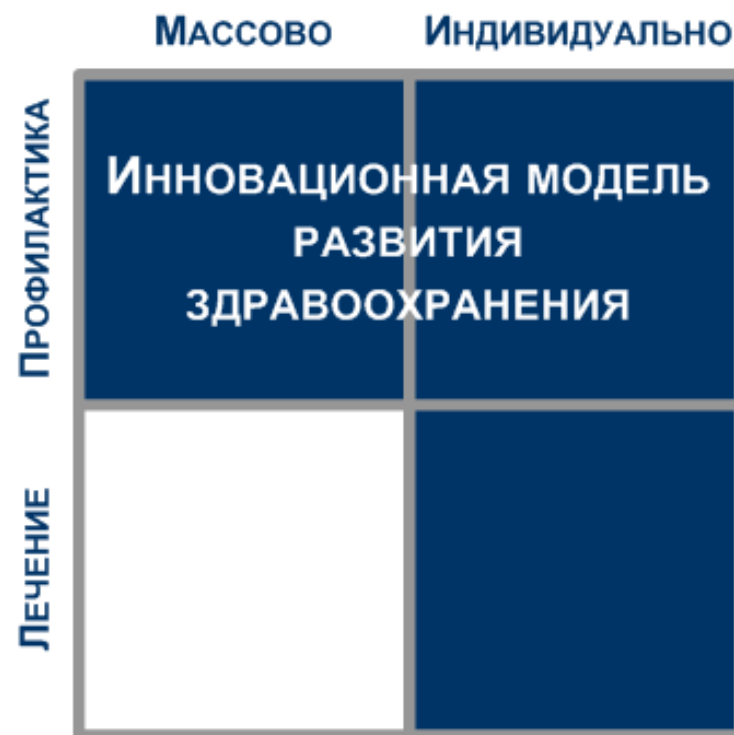 Массово Индивидуально
Профилактика
Инновационная модель
развития
здравоохранения
Лечение